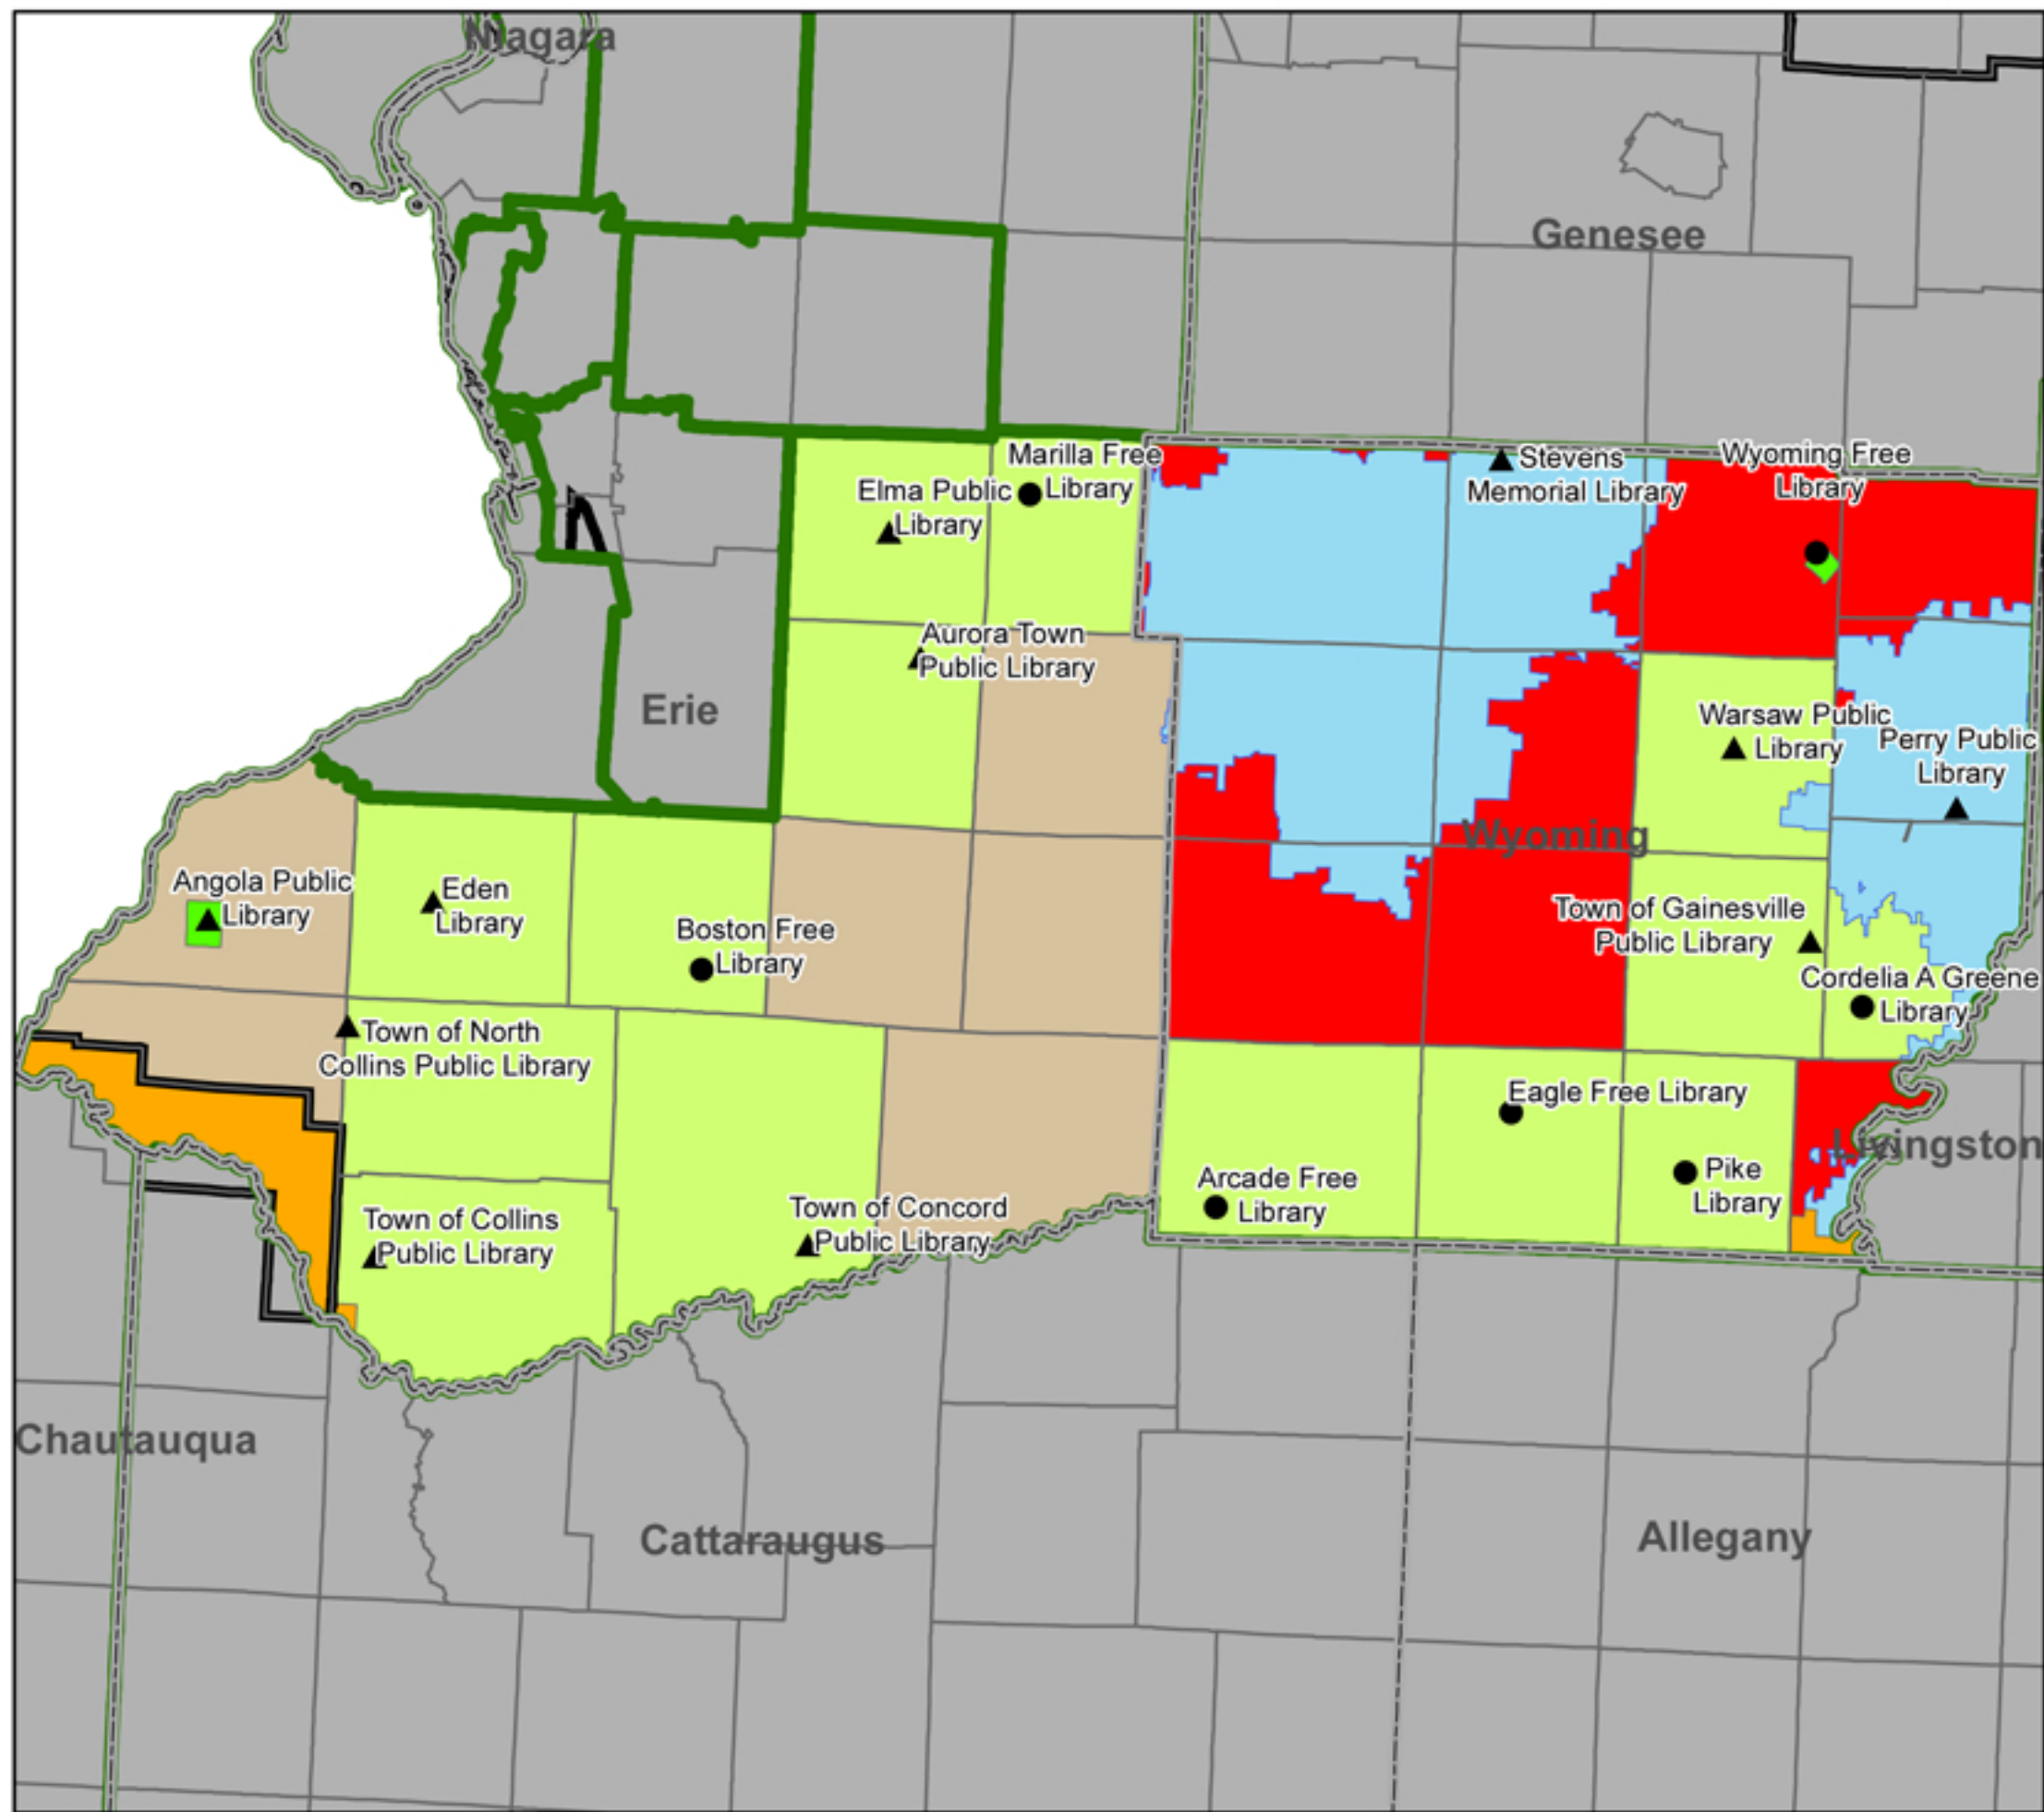 Niagara
Genesee
Marilla Free
Library
Stevens
Memorial Library
Wyoming Free
Library
Elma Public
Library
Aurora Town
Public Library
Erie
Warsaw Public
Library
Perry Public
Library
Wyoming
Angola Public
Library
Eden
Library
Boston Free
Library
Town of Gainesville
Public Library
Cordelia A Greene
Library
Town of North
Collins Public Library
Eagle Free Library
Livingston
Arcade Free
Library
Pike
Library
Town of Collins
Public Library
Town of Concord
Public Library
Chautauqua
Cattaraugus
Allegany